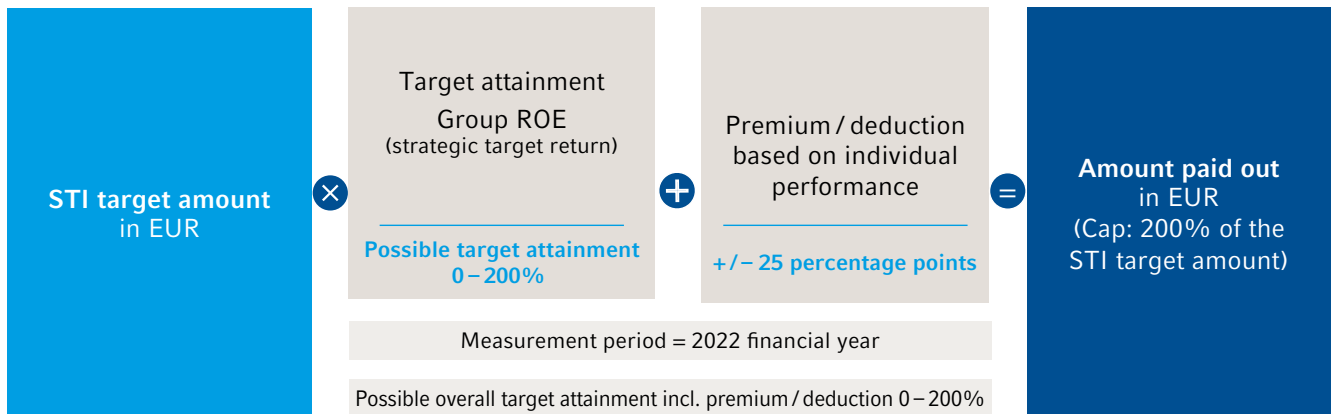 STI target amount
in EUR
×
Target attainment
Group ROE
(strategic target return)
Possible target attainment
0 – 200%
+
Premium / deduction
based on individual
performance
+ / – 25 percentage points
=
Amount paid out
in EUR
(Cap: 200% of the
STI target amount)
Measurement period = 2022 financial year
Possible overall target attainment incl. premium / deduction 0 – 200%